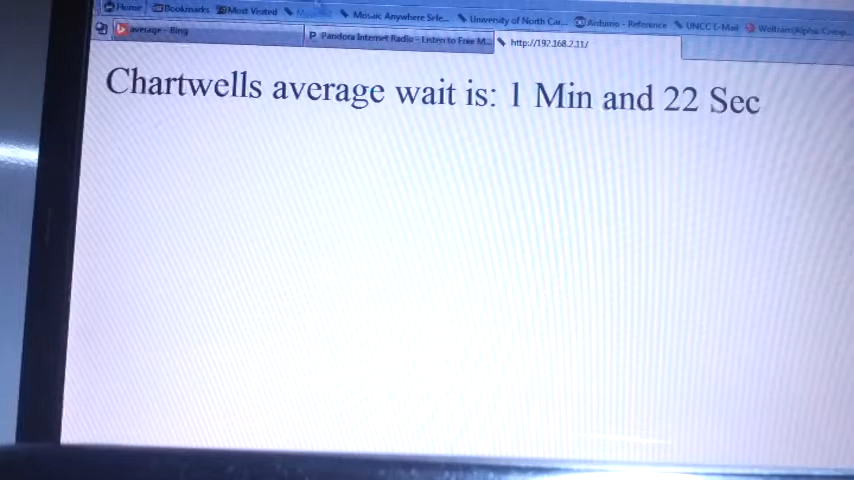 Home Bookmarks Most Visited Mosaic Anywhere Sele... University of North Car... Arduino - Reference UNCC E-Mail Wolfram|Alpha: Comp...
average - Bing Pandora Internet Radio - Listen to Free M... http://192.168.2.11/
Chartwells average wait is: 1 Min and 22 Sec